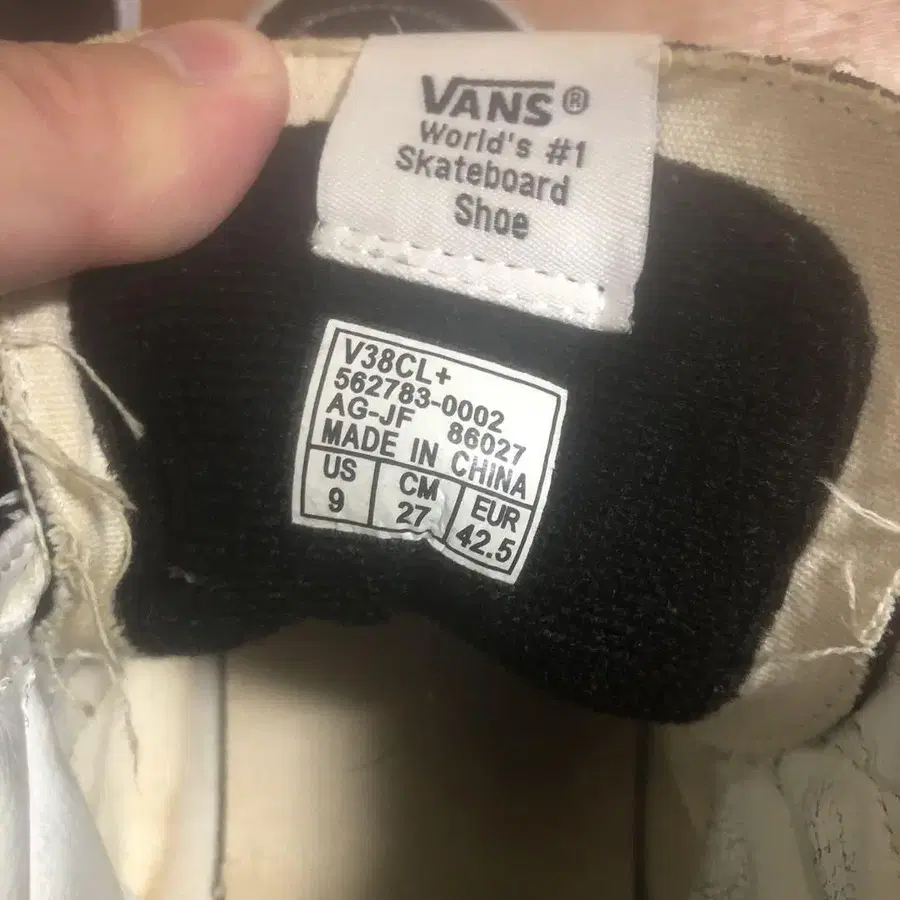 VANS®
World's #1
Skateboard
Shoe
V38CL+
562783-0002
AG-JF 86027
MADE IN CHINA
US CM EUR
9 27 42.5